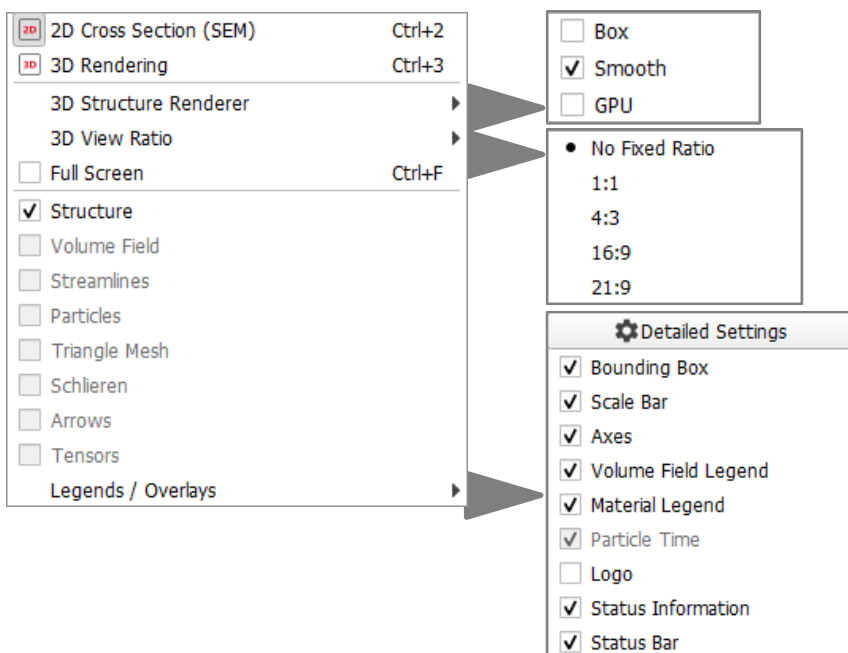 2D 2D Cross Section (SEM) Ctrl+2
3D 3D Rendering Ctrl+3
3D Structure Renderer
3D View Ratio
Full Screen Ctrl+F
Structure
Volume Field
Streamlines
Particles
Triangle Mesh
Schlieren
Arrows
Tensors
Legends / Overlays
Box
Smooth
GPU
No Fixed Ratio
1:1
4:3
16:9
21:9
Detailed Settings
Bounding Box
Scale Bar
Axes
Volume Field Legend
Material Legend
Particle Time
Logo
Status Information
Status Bar